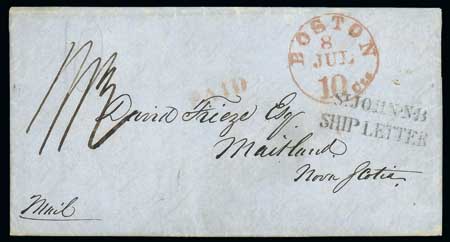 BOSTON
8
JUL
10 Cts
PAID
ST. JOHN·N·B
SHIP LETTER
David Frieze Esq
Maitland,
Nova Scotia,
Mail